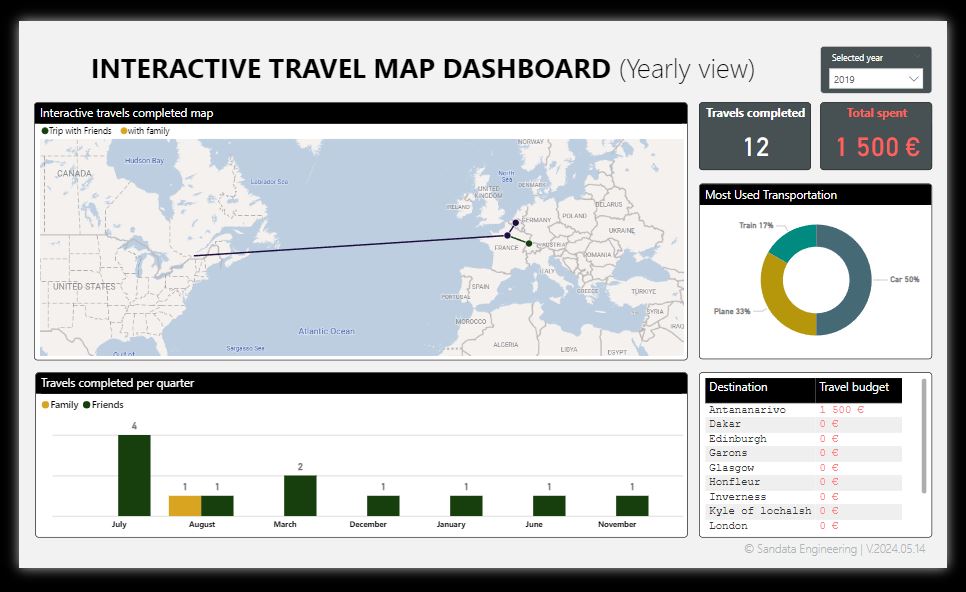 INTERACTIVE TRAVEL MAP DASHBOARD (Yearly view)
Selected year
2019
Interactive travels completed map
Trip with Friends with family
Hudson Bay
CANADA
Labrador Sea
UNITED STATES
Gulf of
Sargasso Sea
Atlantic Ocean
NORWAY
North
Sea
DENMARK
UNITED
KINGDOM
IRELAND
BELARUS
POLAND
GERMANY
UKRAINE
FRANCE
AUSTRIA
ROMANIA
ITALY
SPAIN
PORTUGAL
GREECE
TÜRKIYE
SYRIA
IRAQ
MOROCCO
ALGERIA
LIBYA
EGYPT
Travels completed
12
Total spent
1 500 €
Most Used Transportation
Train 17%
Car 50%
Plane 33%
Travels completed per quarter
Family Friends
4
1 1
2
1
1
1
1
July August March December January June November
Destination Travel budget
Antananarivo 1 500 €
Dakar 0 €
Edinburgh 0 €
Garons 0 €
Glasgow 0 €
Honfleur 0 €
Inverness 0 €
Kyle of lochalsh 0 €
London 0 €
© Sandata Engineering | V.2024.05.14